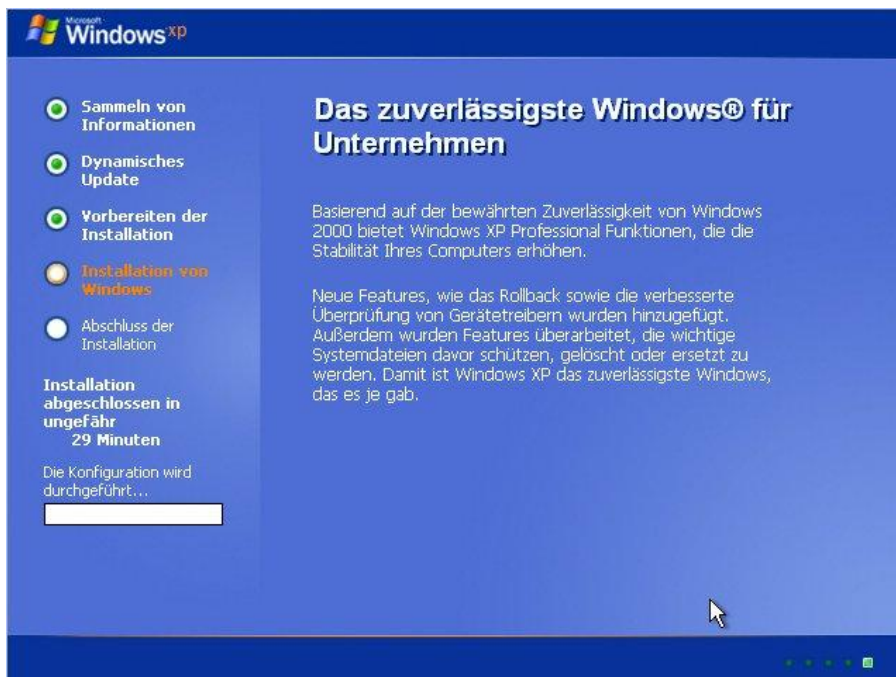 Microsoft
Windows xp
Sammeln von
Informationen
Dynamisches
Update
Vorbereiten der
Installation
Installation von
Windows
Abschluss der
Installation
Installation
abgeschlossen in
ungefähr
29 Minuten
Die Konfiguration wird
durchgeführt...
Das zuverlässigste Windows® für
Unternehmen
Basierend auf der bewährten Zuverlässigkeit von Windows
2000 bietet Windows XP Professional Funktionen, die die
Stabilität Ihres Computers erhöhen.
Neue Features, wie das Rollback sowie die verbesserte
Überprüfung von Gerätetreibern wurden hinzugefügt.
Außerdem wurden Features überarbeitet, die wichtige
Systemdateien davor schützen, gelöscht oder ersetzt zu
werden. Damit ist Windows XP das zuverlässigste Windows,
das es je gab.